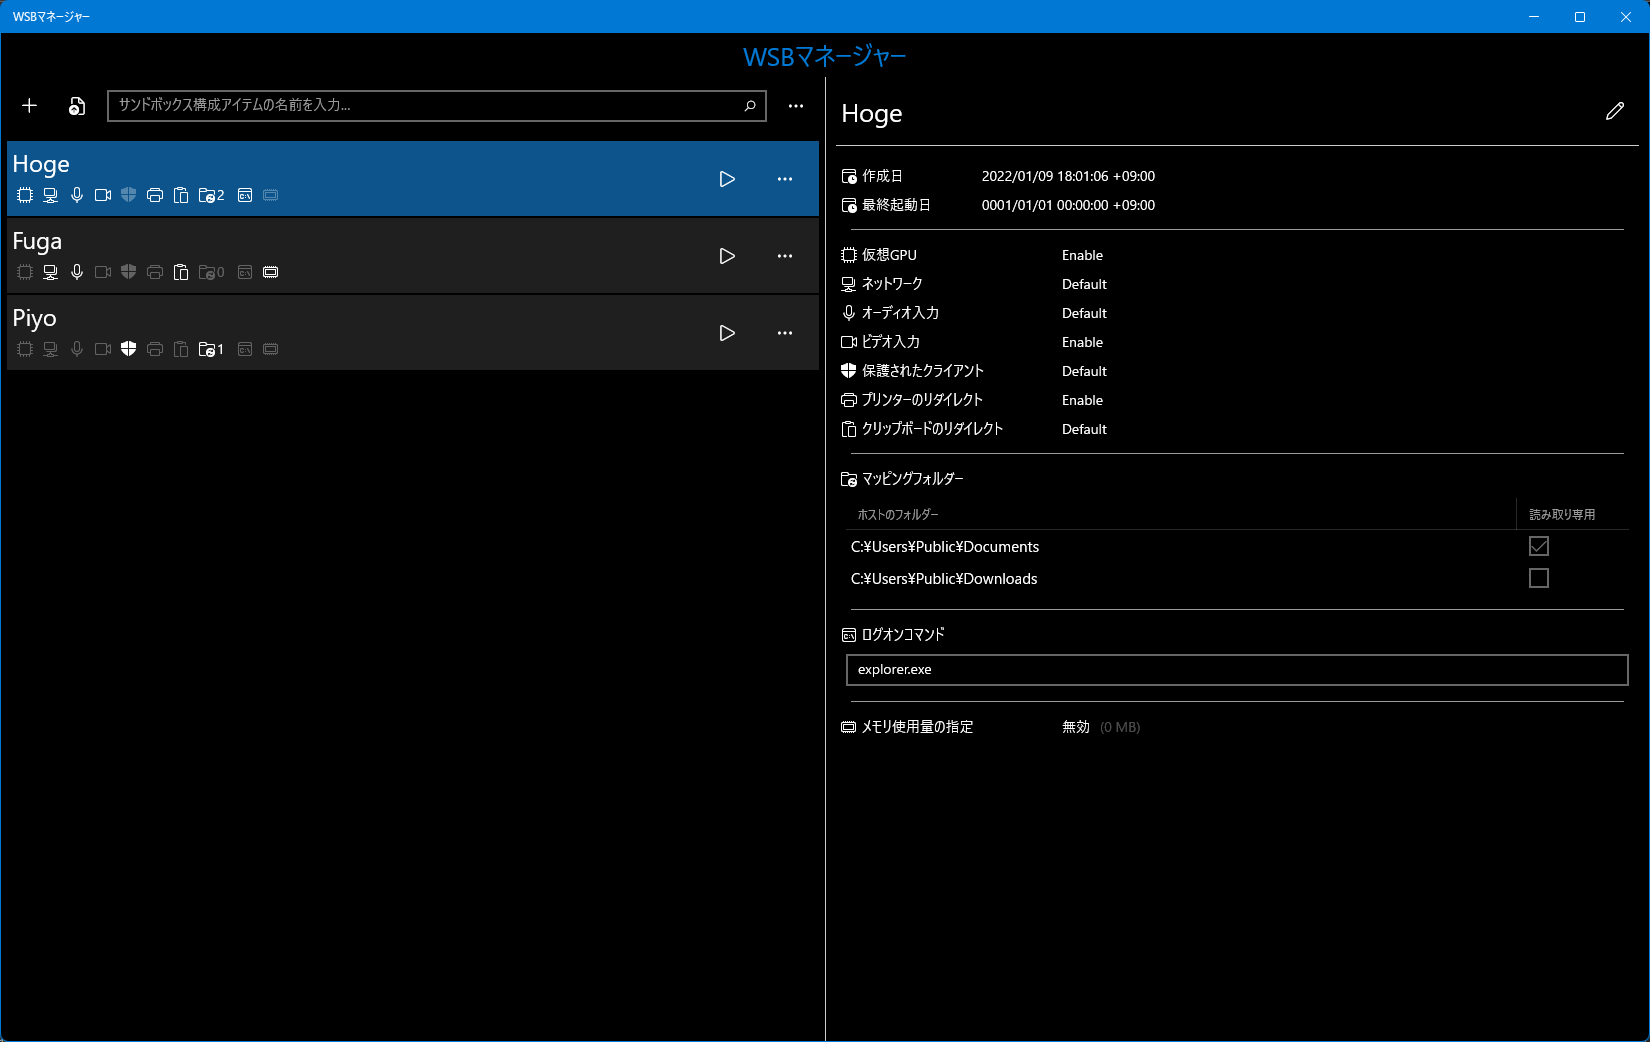 WSBマネージャー
WSBマネージャー
サンドボックス構成アイテムの名前を入力...
Hoge
2
Fuga
0
Piyo
1
Hoge
作成日 2022/01/09 18:01:06 +09:00
最終起動日 0001/01/01 00:00:00 +09:00
仮想GPU Enable
ネットワーク Default
オーディオ入力 Default
ビデオ入力 Enable
保護されたクライアント Default
プリンターのリダイレクト Enable
クリップボードのリダイレクト Default
マッピングフォルダー
ホストのフォルダー 読み取り専用
C:¥Users¥Public¥Documents
C:¥Users¥Public¥Downloads
ログオンコマンド
explorer.exe
メモリ使用量の指定 無効 (0 MB)